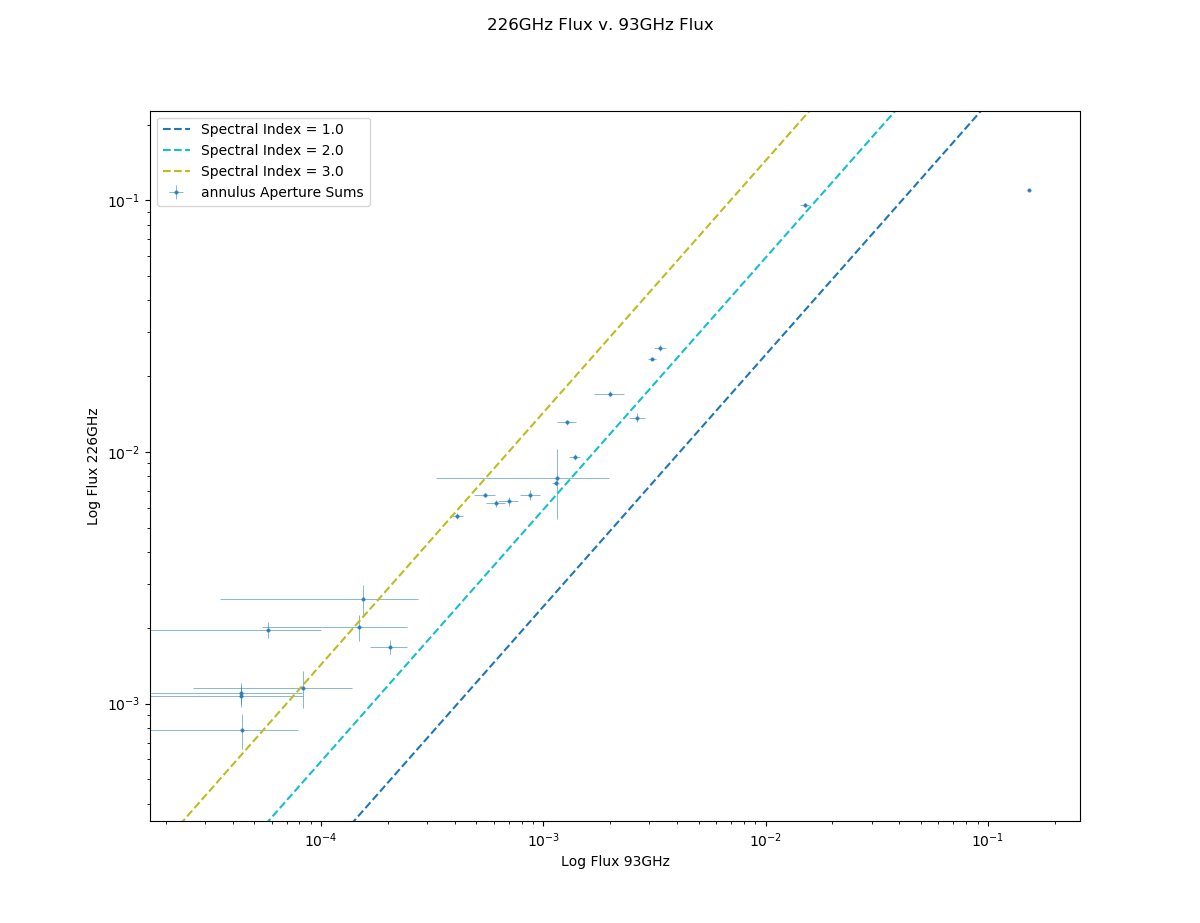 226GHz Flux v. 93GHz Flux
Spectral Index = 1.0
Spectral Index = 2.0
Spectral Index = 3.0
annulus Aperture Sums
10⁻¹
10⁻²
10⁻³
Log Flux 226GHz
10⁻⁴
10⁻³
10⁻²
10⁻¹
Log Flux 93GHz